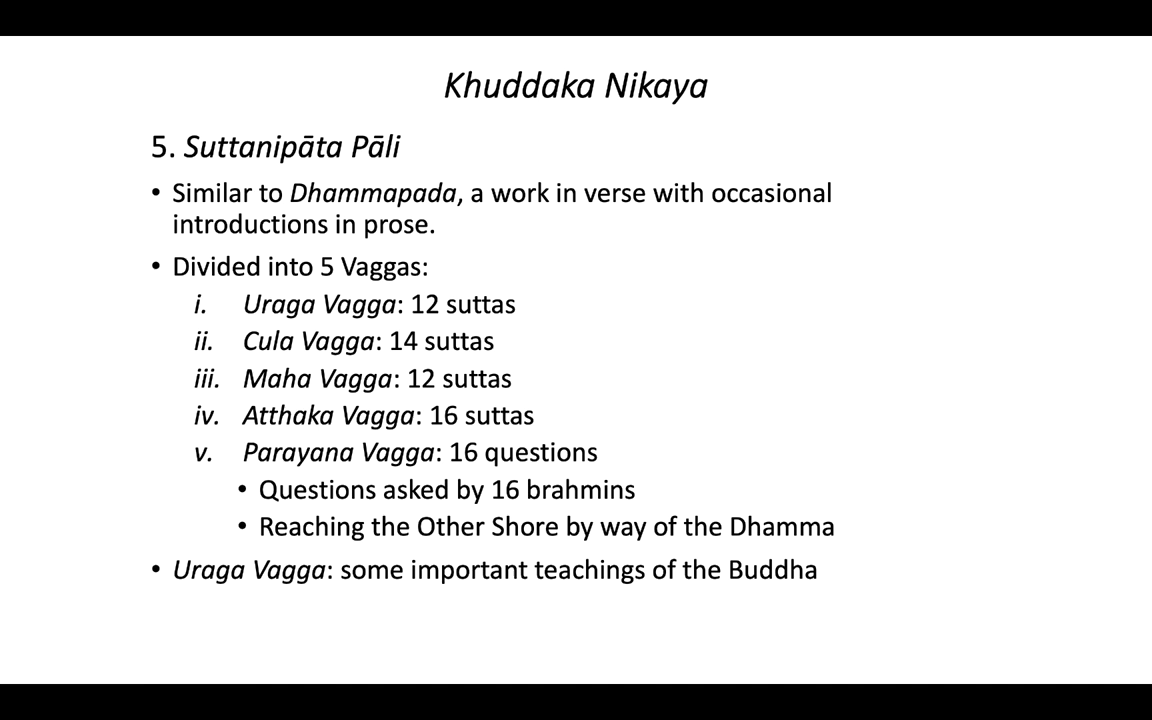 Khuddaka Nikaya
5. Suttanipāta Pāli
• Similar to Dhammapada, a work in verse with occasional
introductions in prose.
• Divided into 5 Vaggas:
i. Uraga Vagga: 12 suttas
ii. Cula Vagga: 14 suttas
iii. Maha Vagga: 12 suttas
iv. Atthaka Vagga: 16 suttas
v. Parayana Vagga: 16 questions
• Questions asked by 16 brahmins
• Reaching the Other Shore by way of the Dhamma
• Uraga Vagga: some important teachings of the Buddha